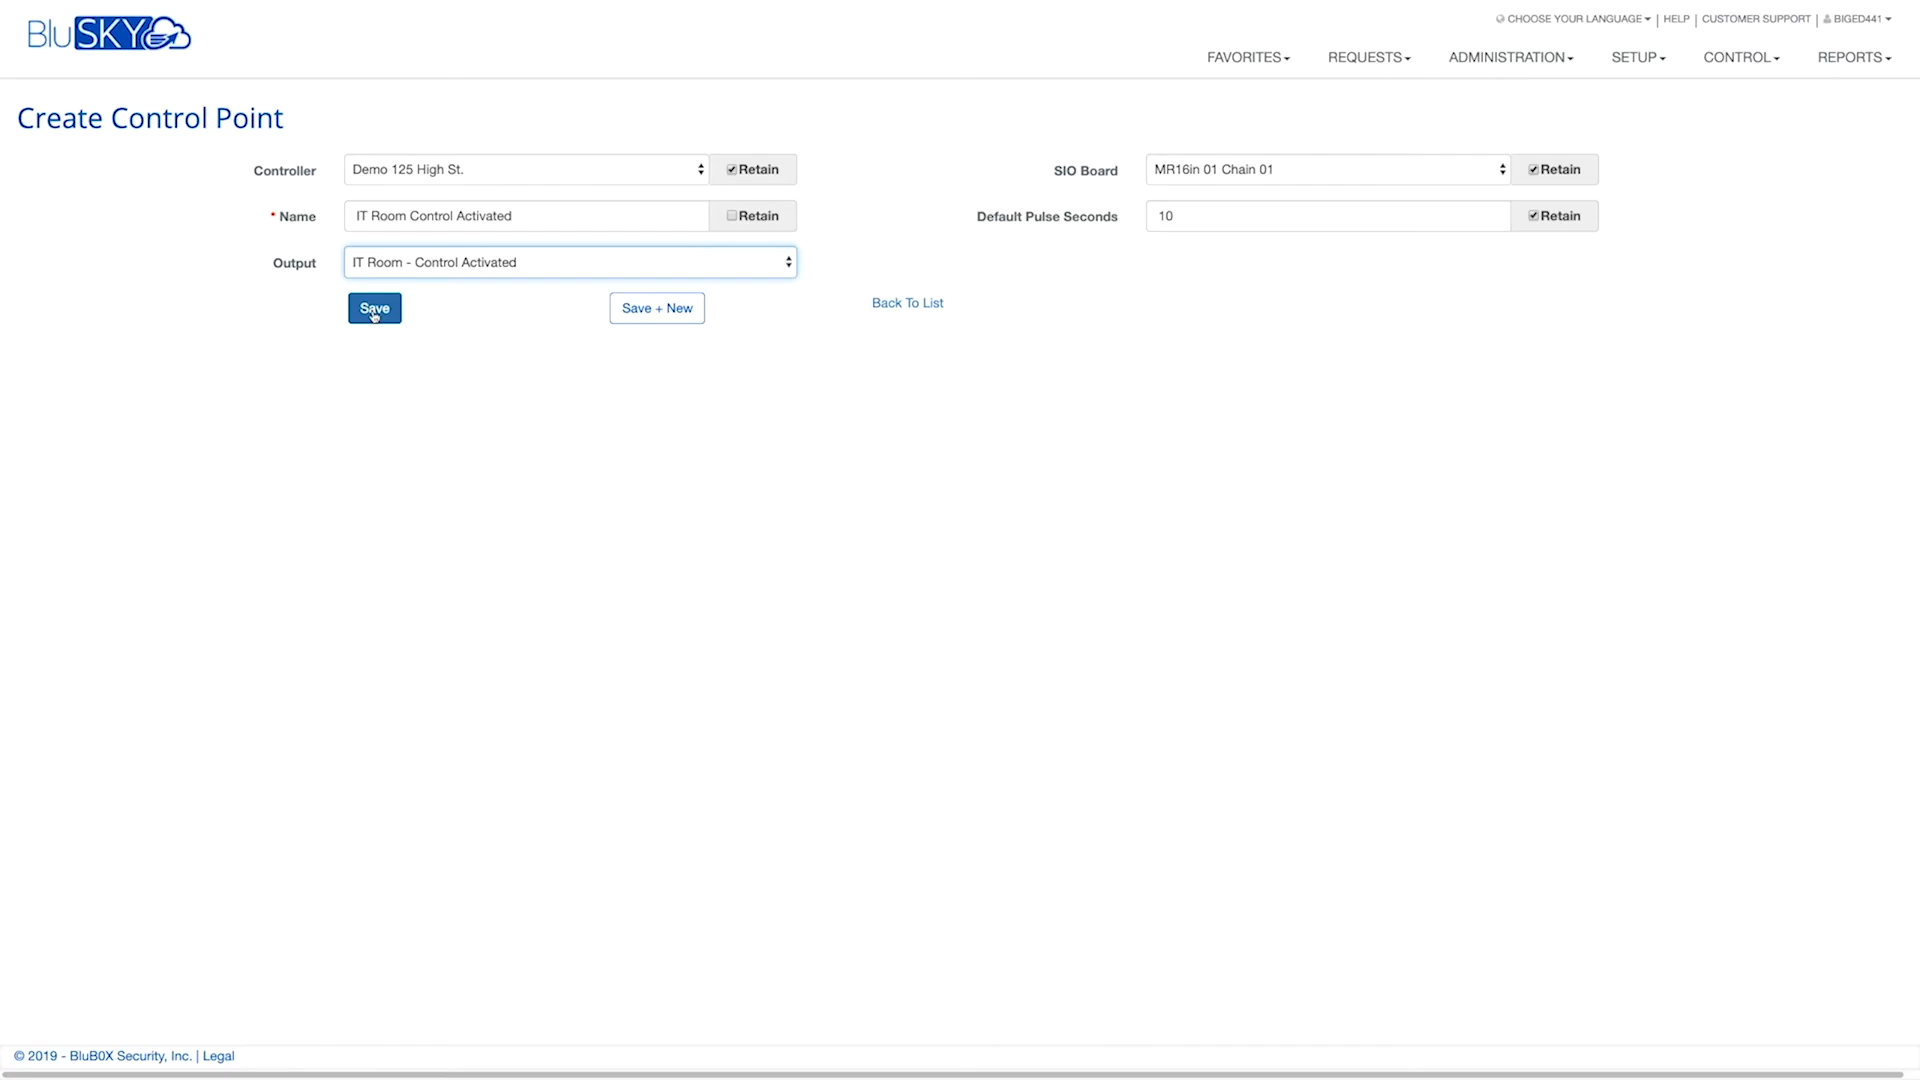 BluSKY
CHOOSE YOUR LANGUAGE | HELP | CUSTOMER SUPPORT | BIGED441
FAVORITES REQUESTS ADMINISTRATION SETUP CONTROL REPORTS
Create Control Point
Controller Demo 125 High St. Retain SIO Board MR16in 01 Chain 01 Retain
* Name IT Room Control Activated Retain Default Pulse Seconds 10 Retain
Output IT Room - Control Activated
Save Save + New Back To List
© 2019 - BluB0X Security, Inc. | Legal